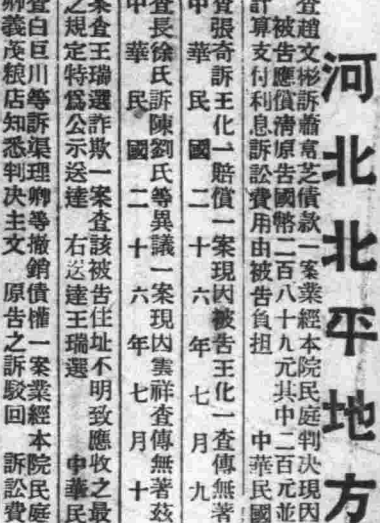 河北北平地方
查趙文彬訴蕭富芝債款一案業經本院民庭判決現因
被告應償清原告國幣二百八十九元其中二百元並
計算支付利息訴訟費用由被告負担 中華民國
查張奇訴王化一賠償一案現因被告王化一查傳無著
中華民國二十六年七月九
查長徐氏訴陳劉氏等異議一案現因雲祥查傳無著茲
中華民國二十六年七月十
案查王瑞選詐欺一案查該被告住址不明致應收之最
之規定特為公示送達 右送達王瑞選 中華民
查白巨川等訴渠理卿等撤銷債權一案業經本院民庭
卿義茂粮店知悉判決主文 原告之訴駁回 訴訟費